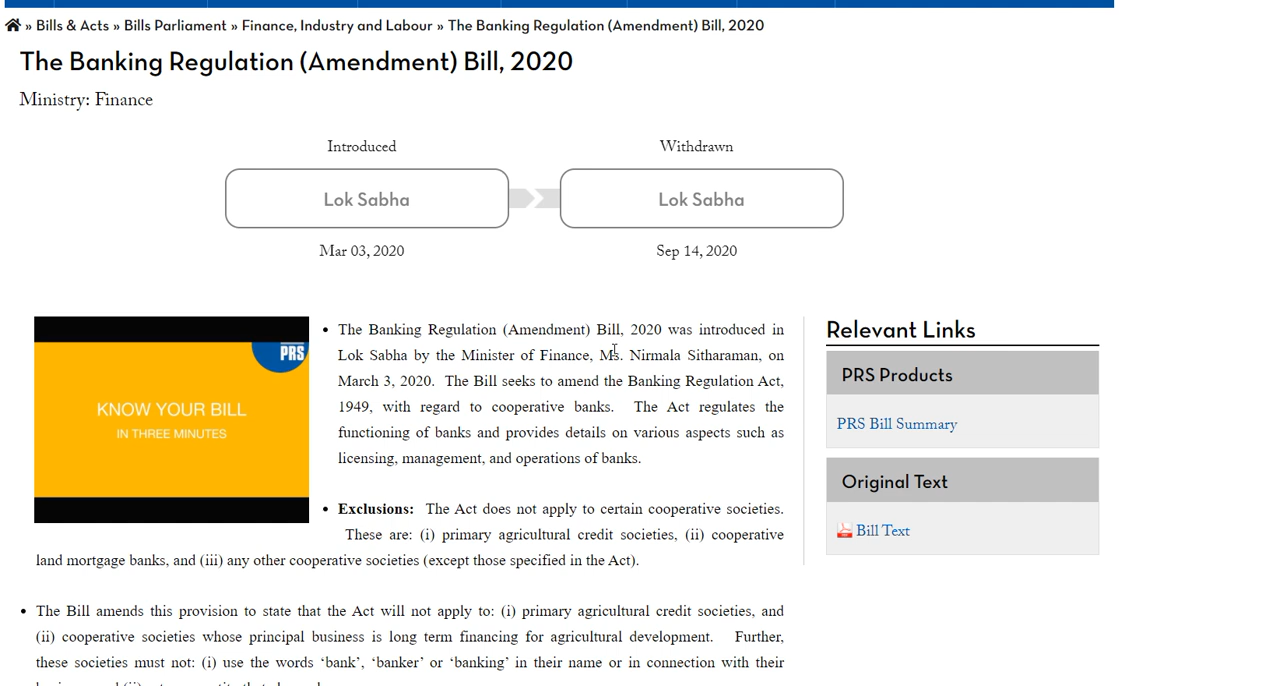 » Bills & Acts » Bills Parliament » Finance, Industry and Labour » The Banking Regulation (Amendment) Bill, 2020
The Banking Regulation (Amendment) Bill, 2020
Ministry: Finance
Introduced
Withdrawn
Lok Sabha
Lok Sabha
Mar 03, 2020
Sep 14, 2020
PRS
KNOW YOUR BILL
IN THREE MINUTES
• The Banking Regulation (Amendment) Bill, 2020 was introduced in
Lok Sabha by the Minister of Finance, Ms. Nirmala Sitharaman, on
March 3, 2020. The Bill seeks to amend the Banking Regulation Act,
1949, with regard to cooperative banks. The Act regulates the
functioning of banks and provides details on various aspects such as
licensing, management, and operations of banks.
• Exclusions: The Act does not apply to certain cooperative societies.
These are: (i) primary agricultural credit societies, (ii) cooperative
land mortgage banks, and (iii) any other cooperative societies (except those specified in the Act).
• The Bill amends this provision to state that the Act will not apply to: (i) primary agricultural credit societies, and
(ii) cooperative societies whose principal business is long term financing for agricultural development. Further,
these societies must not: (i) use the words ‘bank’, ‘banker’ or ‘banking’ in their name or in connection with their
Relevant Links
PRS Products
PRS Bill Summary
Original Text
Bill Text